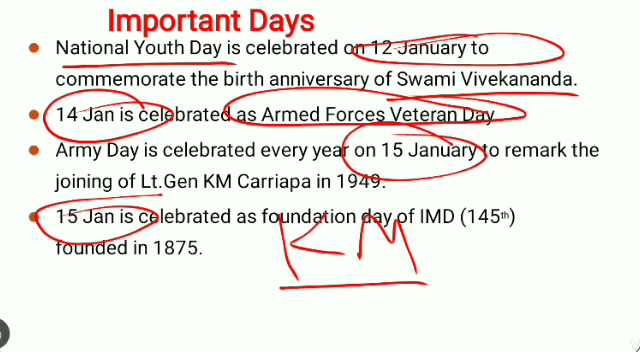 Important Days
National Youth Day is celebrated on 12 January to
commemorate the birth anniversary of Swami Vivekananda.
14 Jan is celebrated as Armed Forces Veteran Day
Army Day is celebrated every year on 15 January to remark the
joining of Lt.Gen KM Carriapa in 1949.
15 Jan is celebrated as foundation day of IMD (145th)
founded in 1875.
KM